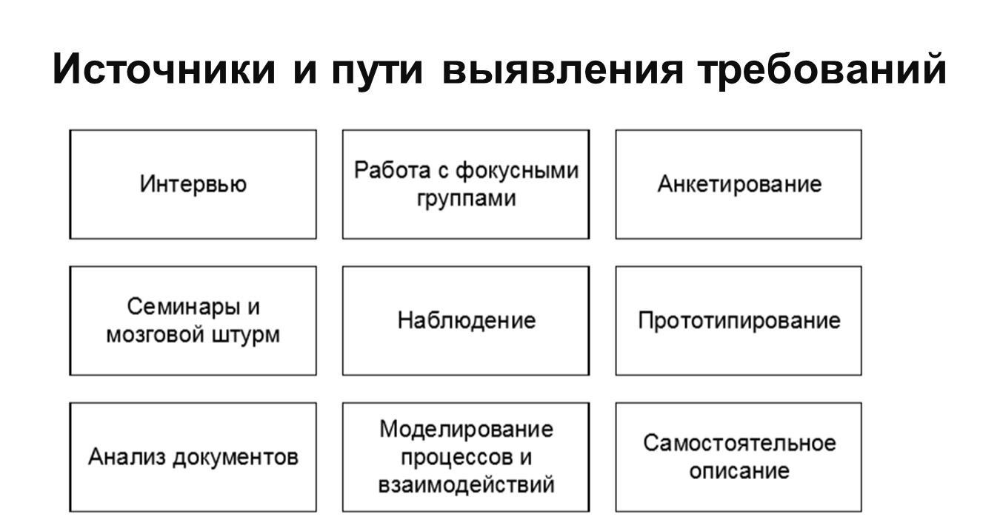 Источники и пути выявления требований
Интервью
Работа с фокусными
группами
Анкетирование
Семинары и
мозговой штурм
Наблюдение
Прототипирование
Анализ документов
Моделирование
процессов и
взаимодействий
Самостоятельное
описание